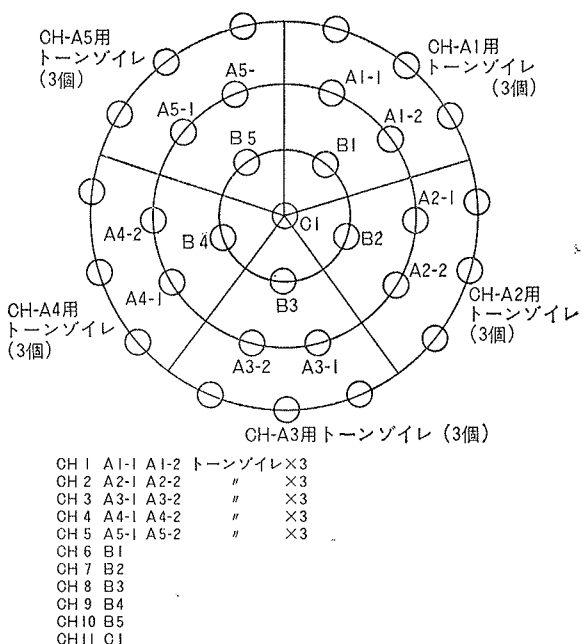 CH-A5用
トーンゾイレ
(3個)
CH-A1用
トーンゾイレ
(3個)
A5-
A1-1
A5-1
A1-2
B5
B1
A2-1
C1
A4-2
B4
B2
A2-2
A4-1
B3
CH-A4用
トーンゾイレ
(3個)
CH-A2用
トーンゾイレ
(3個)
A3-2
A3-1
CH-A3用トーンゾイレ (3個)
CH 1 A1-1 A1-2 トーンゾイレ×3
CH 2 A2-1 A2-2 〃 ×3
CH 3 A3-1 A3-2 〃 ×3
CH 4 A4-1 A4-2 〃 ×3
CH 5 A5-1 A5-2 〃 ×3
CH 6 B1
CH 7 B2
CH 8 B3
CH 9 B4
CH10 B5
CH11 C1